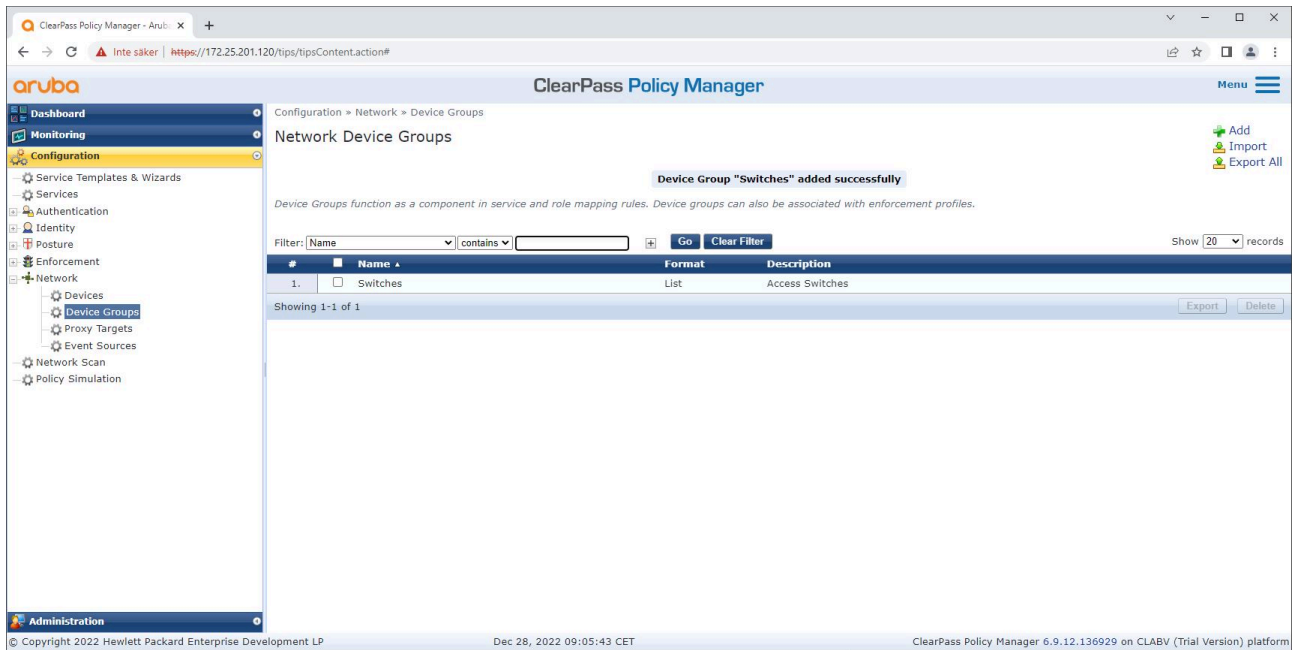 ClearPass Policy Manager - Arub
Inte säker | https://172.25.201.120/tips/tipsContent.action#
aruba
ClearPass Policy Manager
Menu
Dashboard
Monitoring
Configuration
Service Templates & Wizards
Services
Authentication
Identity
Posture
Enforcement
Network
Devices
Device Groups
Proxy Targets
Event Sources
Network Scan
Policy Simulation
Administration
Configuration » Network » Device Groups
Network Device Groups
Add
Import
Export All
Device Group "Switches" added successfully
Device Groups function as a component in service and role mapping rules. Device groups can also be associated with enforcement profiles.
Filter: Name contains Go Clear Filter Show 20 records
# Name Format Description
1. Switches List Access Switches
Showing 1-1 of 1 Export Delete
© Copyright 2022 Hewlett Packard Enterprise Development LP Dec 28, 2022 09:05:43 CET ClearPass Policy Manager 6.9.12.136929 on CLABV (Trial Version) platform